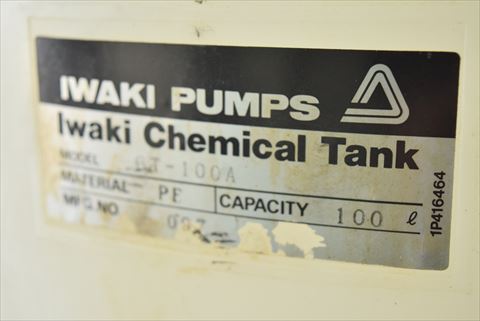 IWAKI PUMPS
Iwaki Chemical Tank
MODEL
MATERIAL PE CAPACITY 100 ℓ
MFG.NO
1P416464